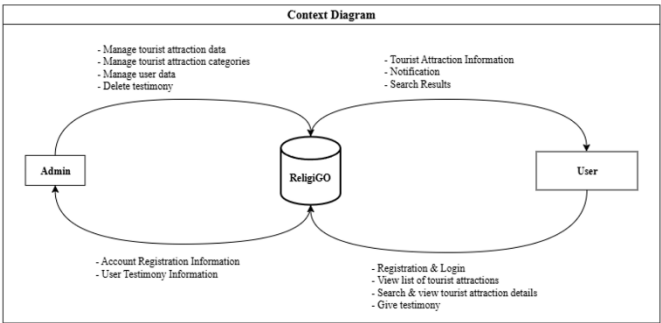 Context Diagram
- Manage tourist attraction data
- Manage tourist attraction categories
- Manage user data
- Delete testimony
- Tourist Attraction Information
- Notification
- Search Results
Admin
ReligiGO
User
- Account Registration Information
- User Testimony Information
- Registration & Login
- View list of tourist attractions
- Search & view tourist attraction details
- Give testimony